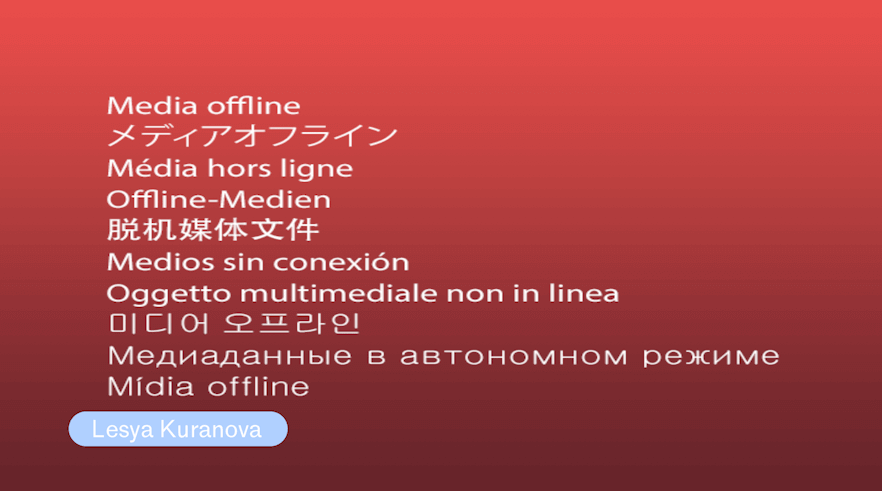 Media offline
メディアオフライン
Média hors ligne
Offline-Medien
脱机媒体文件
Medios sin conexión
Oggetto multimediale non in linea
미디어 오프라인
Медиаданные в автономном режиме
Mídia offline
Lesya Kuranova